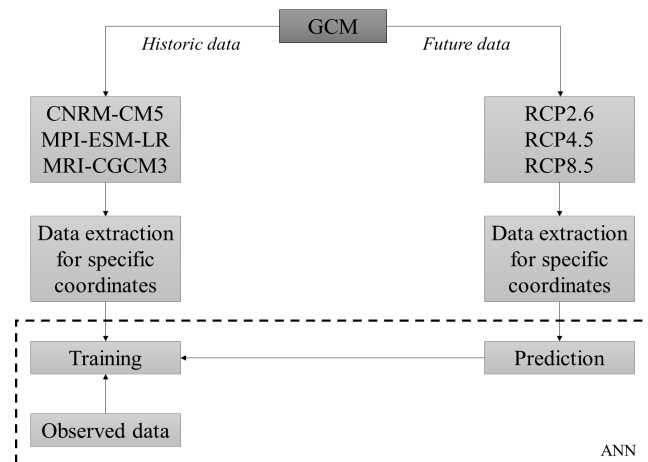 GCM
Historic data
Future data
CNRM-CM5
MPI-ESM-LR
MRI-CGCM3
RCP2.6
RCP4.5
RCP8.5
Data extraction
for specific
coordinates
Data extraction
for specific
coordinates
Training
Prediction
Observed data
ANN